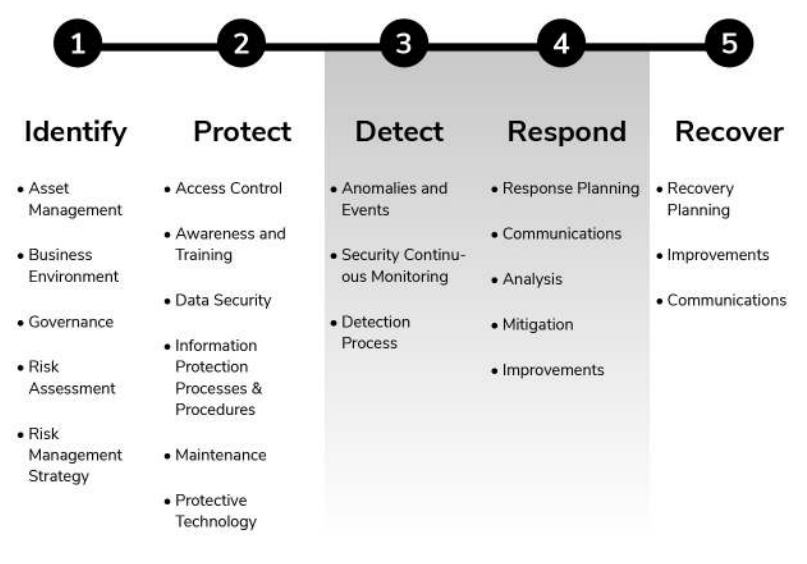 1 2 3 4 5
Identify
• Asset
Management
• Business
Environment
• Governance
• Risk
Assessment
• Risk
Management
Strategy
Protect
• Access Control
• Awareness and
Training
• Data Security
• Information
Protection
Processes &
Procedures
• Maintenance
• Protective
Technology
Detect
• Anomalies and
Events
• Security Continu-
ous Monitoring
• Detection
Process
Respond
• Response Planning
• Communications
• Analysis
• Mitigation
• Improvements
Recover
• Recovery
Planning
• Improvements
• Communications